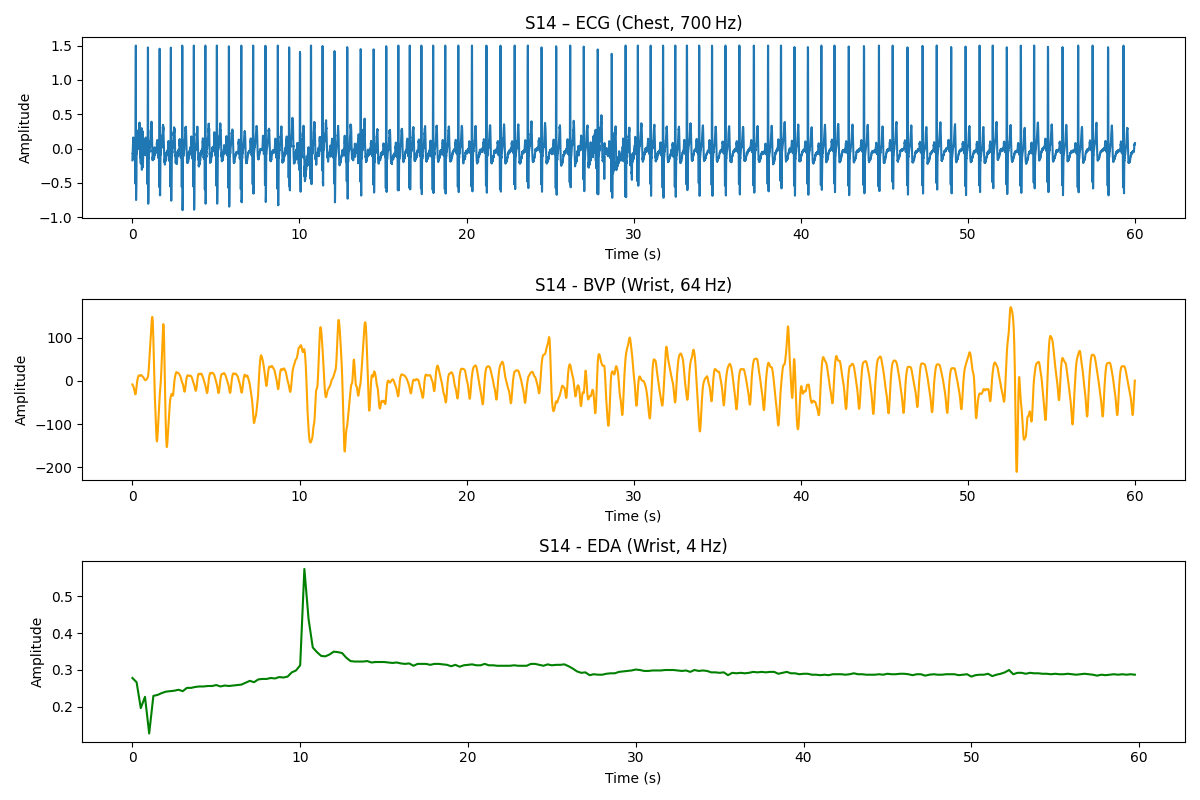 S14 – ECG (Chest, 700 Hz)
1.5
1.0
0.5
0.0
−0.5
−1.0
Amplitude
0 10 20 30 40 50 60
Time (s)
S14 - BVP (Wrist, 64 Hz)
100
0
−100
−200
Amplitude
0 10 20 30 40 50 60
Time (s)
S14 - EDA (Wrist, 4 Hz)
0.5
0.4
0.3
0.2
Amplitude
0 10 20 30 40 50 60
Time (s)